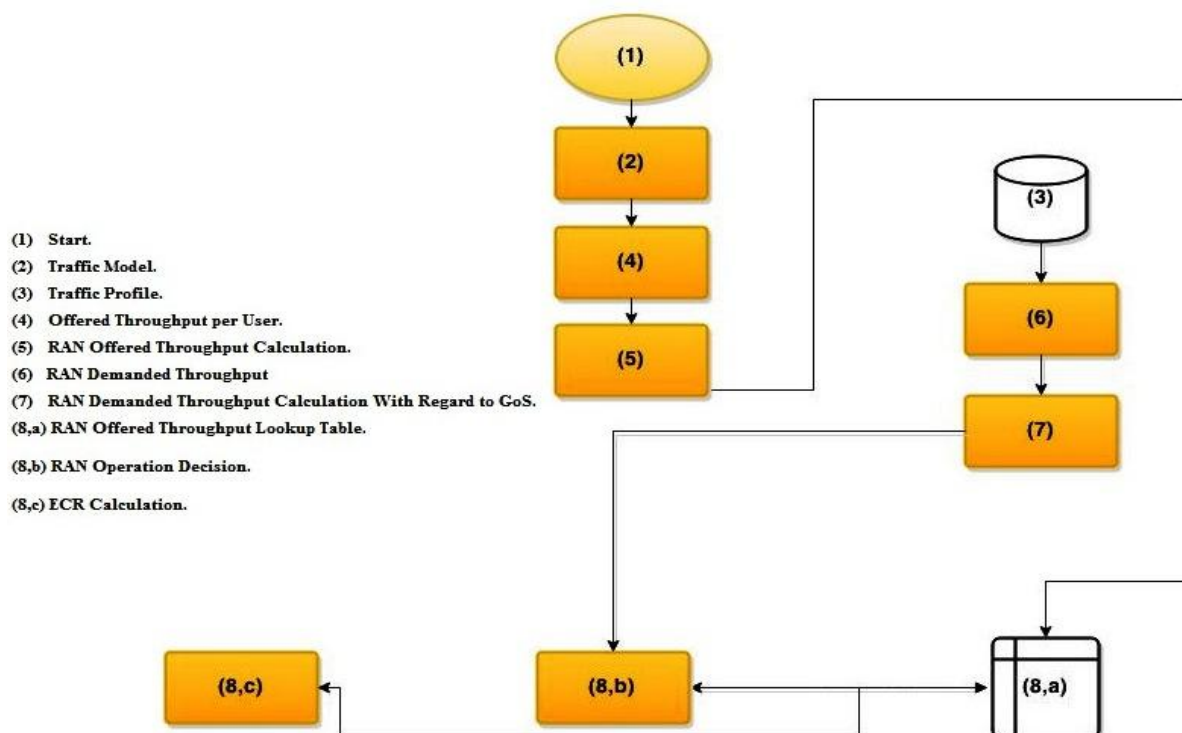 (1)
(2)
(3)
(1) Start.
(2) Traffic Model.
(4)
(3) Traffic Profile.
(4) Offered Throughput per User.
(6)
(5) RAN Offered Throughput Calculation.
(5)
(6) RAN Demanded Throughput
(7) RAN Demanded Throughput Calculation With Regard to GoS.
(7)
(8,a) RAN Offered Throughput Lookup Table.
(8,b) RAN Operation Decision.
(8,c) ECR Calculation.
(8,c)
(8,b)
(8,a)